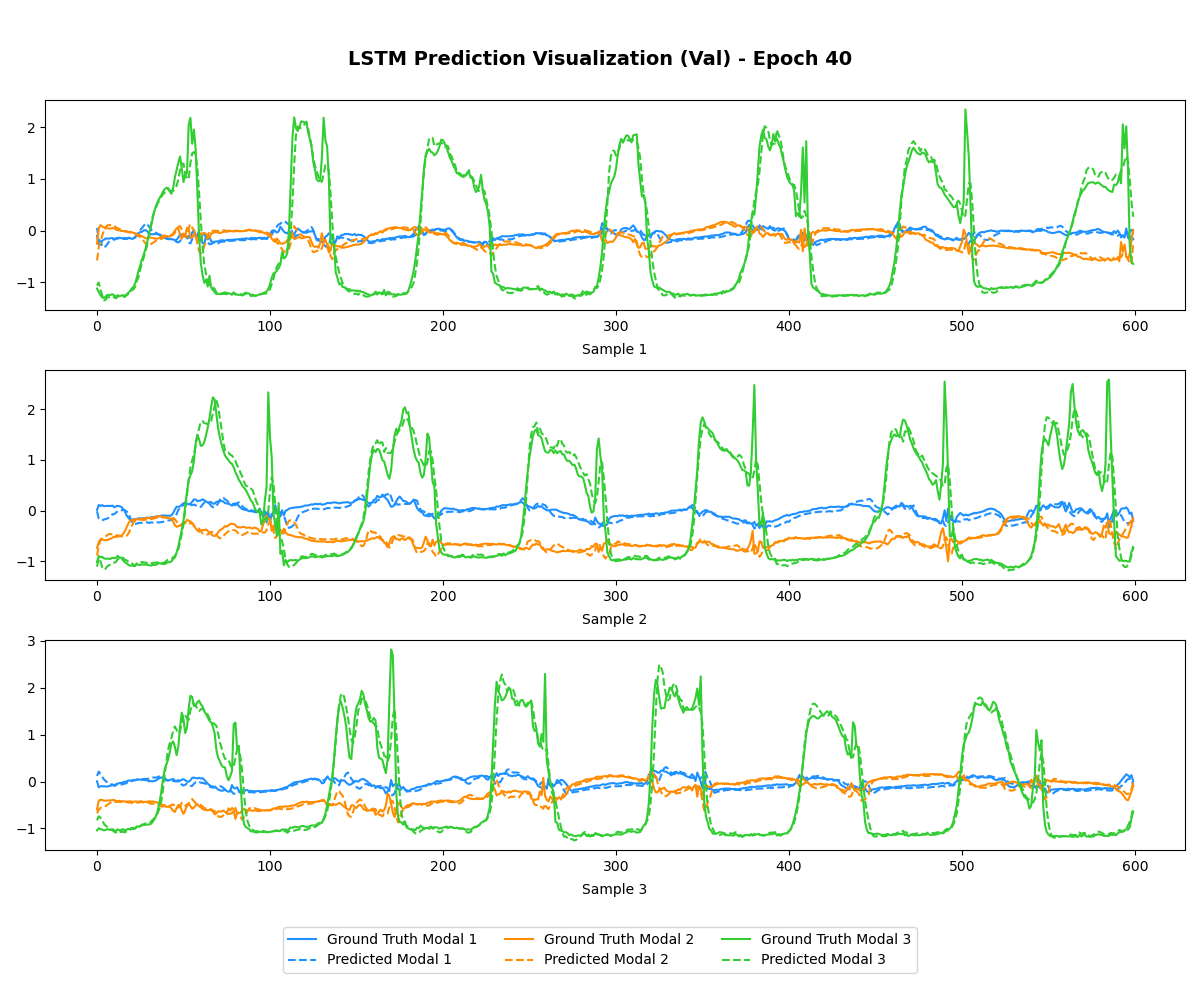 LSTM Prediction Visualization (Val) - Epoch 40
2
1
0
−1
0 100 200 300 400 500 600
Sample 1
2
1
0
−1
0 100 200 300 400 500 600
Sample 2
3
2
1
0
−1
0 100 200 300 400 500 600
Sample 3
Ground Truth Modal 1 Ground Truth Modal 2 Ground Truth Modal 3
Predicted Modal 1 Predicted Modal 2 Predicted Modal 3